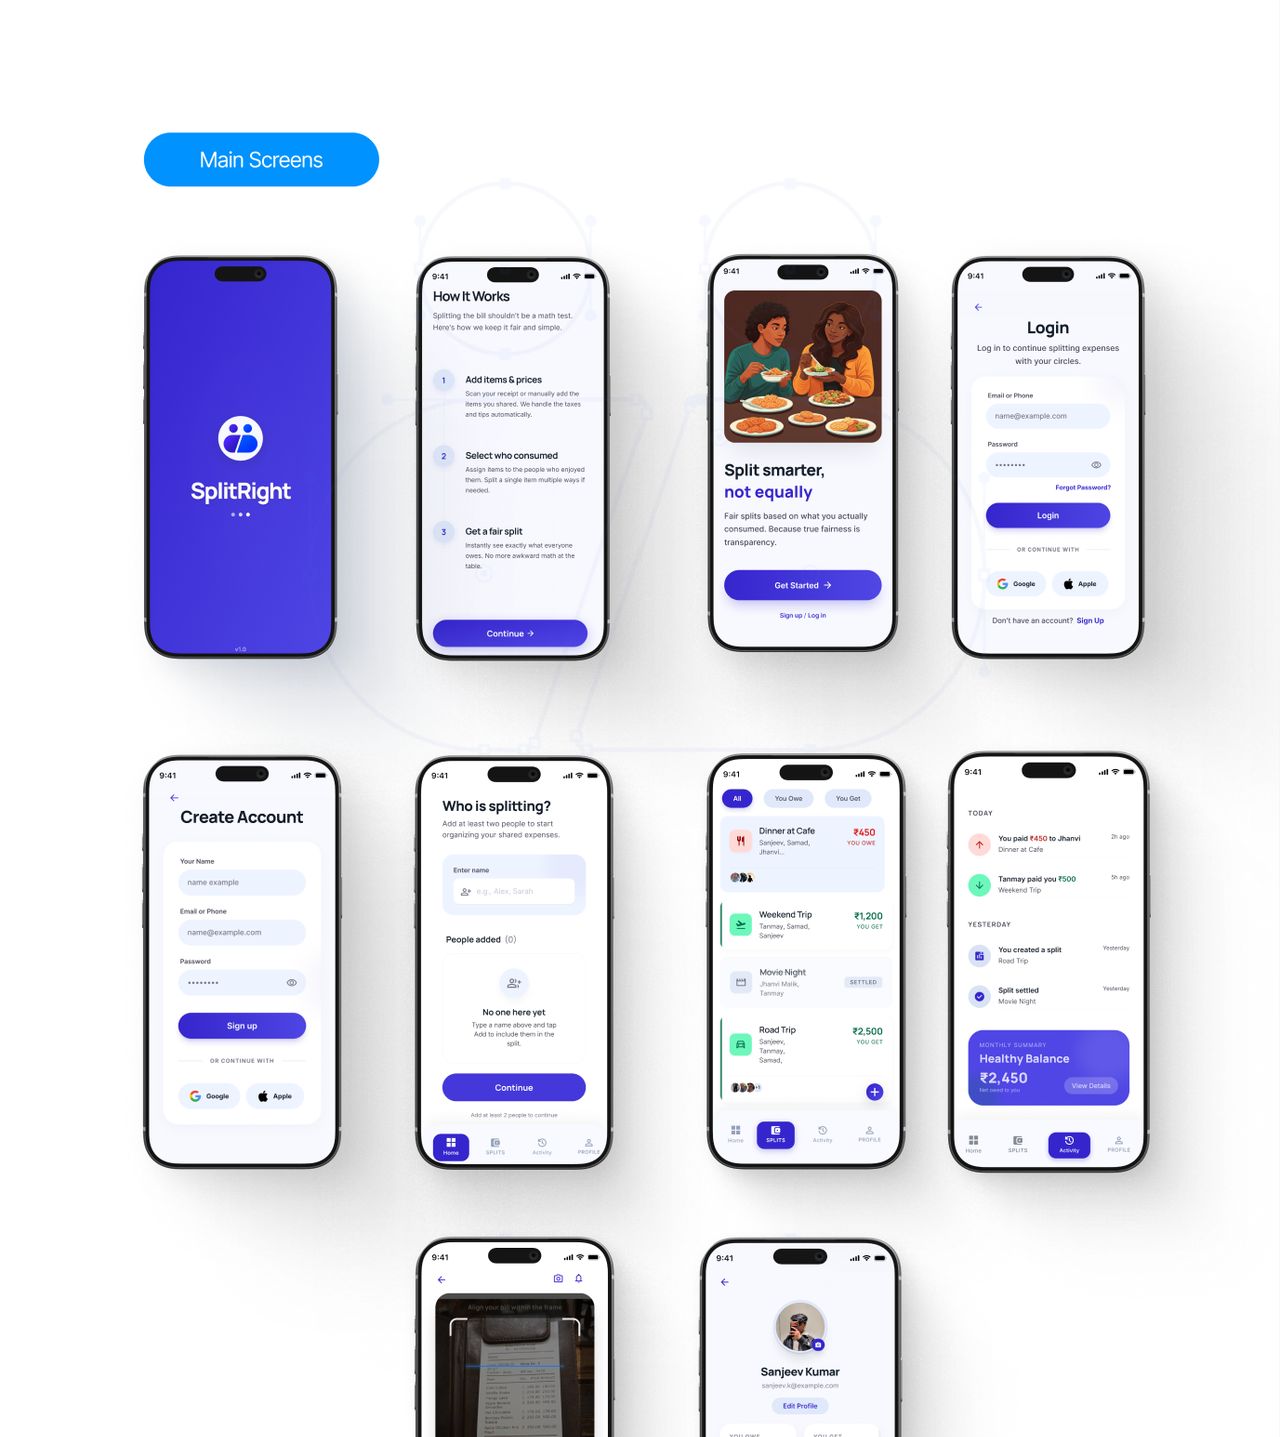 Main Screens
SplitRight
v1.0
9:41
How It Works
Splitting the bill shouldn't be a math test.
Here's how we keep it fair and simple.
1
Add items & prices
Scan your receipt or manually add the
items you shared. We handle the taxes
and tips automatically.
2
Select who consumed
Assign items to the people who enjoyed
them. Split a single item multiple ways if
needed.
3
Get a fair split
Instantly see exactly what everyone
owes. No more awkward math at the
table.
Continue →
9:41
Split smarter,
not equally
Fair splits based on what you actually
consumed. Because true fairness is
transparency.
Get Started →
Sign up / Log in
9:41
Login
Log in to continue splitting expenses
with your circles.
Email or Phone
name@example.com
Password
Forgot Password?
Login
OR CONTINUE WITH
Google
Apple
Don't have an account? Sign Up
9:41
Create Account
Your Name
name example
Email or Phone
name@example.com
Password
Sign up
OR CONTINUE WITH
Google
Apple
9:41
Who is splitting?
Add at least two people to start
organizing your shared expenses.
Enter name
e.g., Alex, Sarah
People added (0)
No one here yet
Type a name above and tap
Add to include them in the
split.
Continue
Add at least 2 people to continue
Home
SPLITS
Activity
PROFILE
9:41
All
You Owe
You Get
Dinner at Cafe
₹450
Sanjeev, Samad,
YOU OWE
Jhanvi...
Weekend Trip
₹1,200
Tanmay, Samad,
YOU GET
Sanjeev
Movie Night
Jhanvi Malik,
SETTLED
Tanmay
Road Trip
₹2,500
Sanjeev,
YOU GET
Tanmay,
Samad,
+1
Home
SPLITS
Activity
PROFILE
9:41
TODAY
You paid ₹450 to Jhanvi
2h ago
Dinner at Cafe
Tanmay paid you ₹500
5h ago
Weekend Trip
YESTERDAY
You created a split
Yesterday
Road Trip
Split settled
Yesterday
Movie Night
MONTHLY SUMMARY
Healthy Balance
₹2,450
Net owed to you
View Details
Home
SPLITS
Activity
PROFILE
9:41
Align your bill within the frame
9:41
Sanjeev Kumar
sanjeev.k@example.com
Edit Profile
YOU OWE
YOU GET